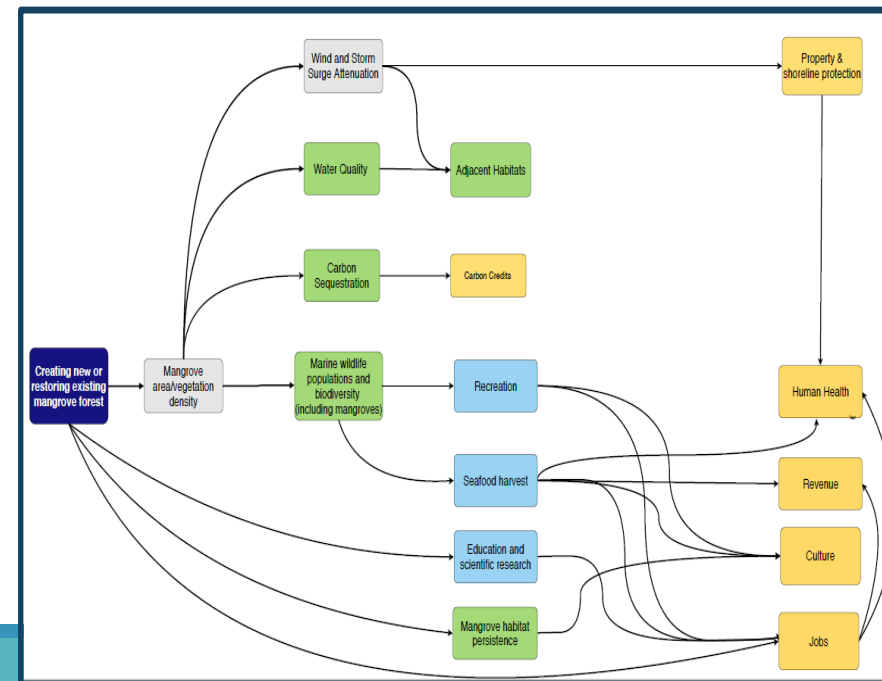 Wind and Storm
Surge Attenuation
Property &
shoreline protection
Water Quality
Adjacent Habitats
Carbon
Sequestration
Carbon Credits
Creating new or
restoring existing
mangrove forest
Mangrove
area/vegetation
density
Marine wildlife
populations and
biodiversity
(including mangroves)
Recreation
Human Health
Seafood harvest
Revenue
Education and
scientific research
Culture
Mangrove habitat
persistence
Jobs